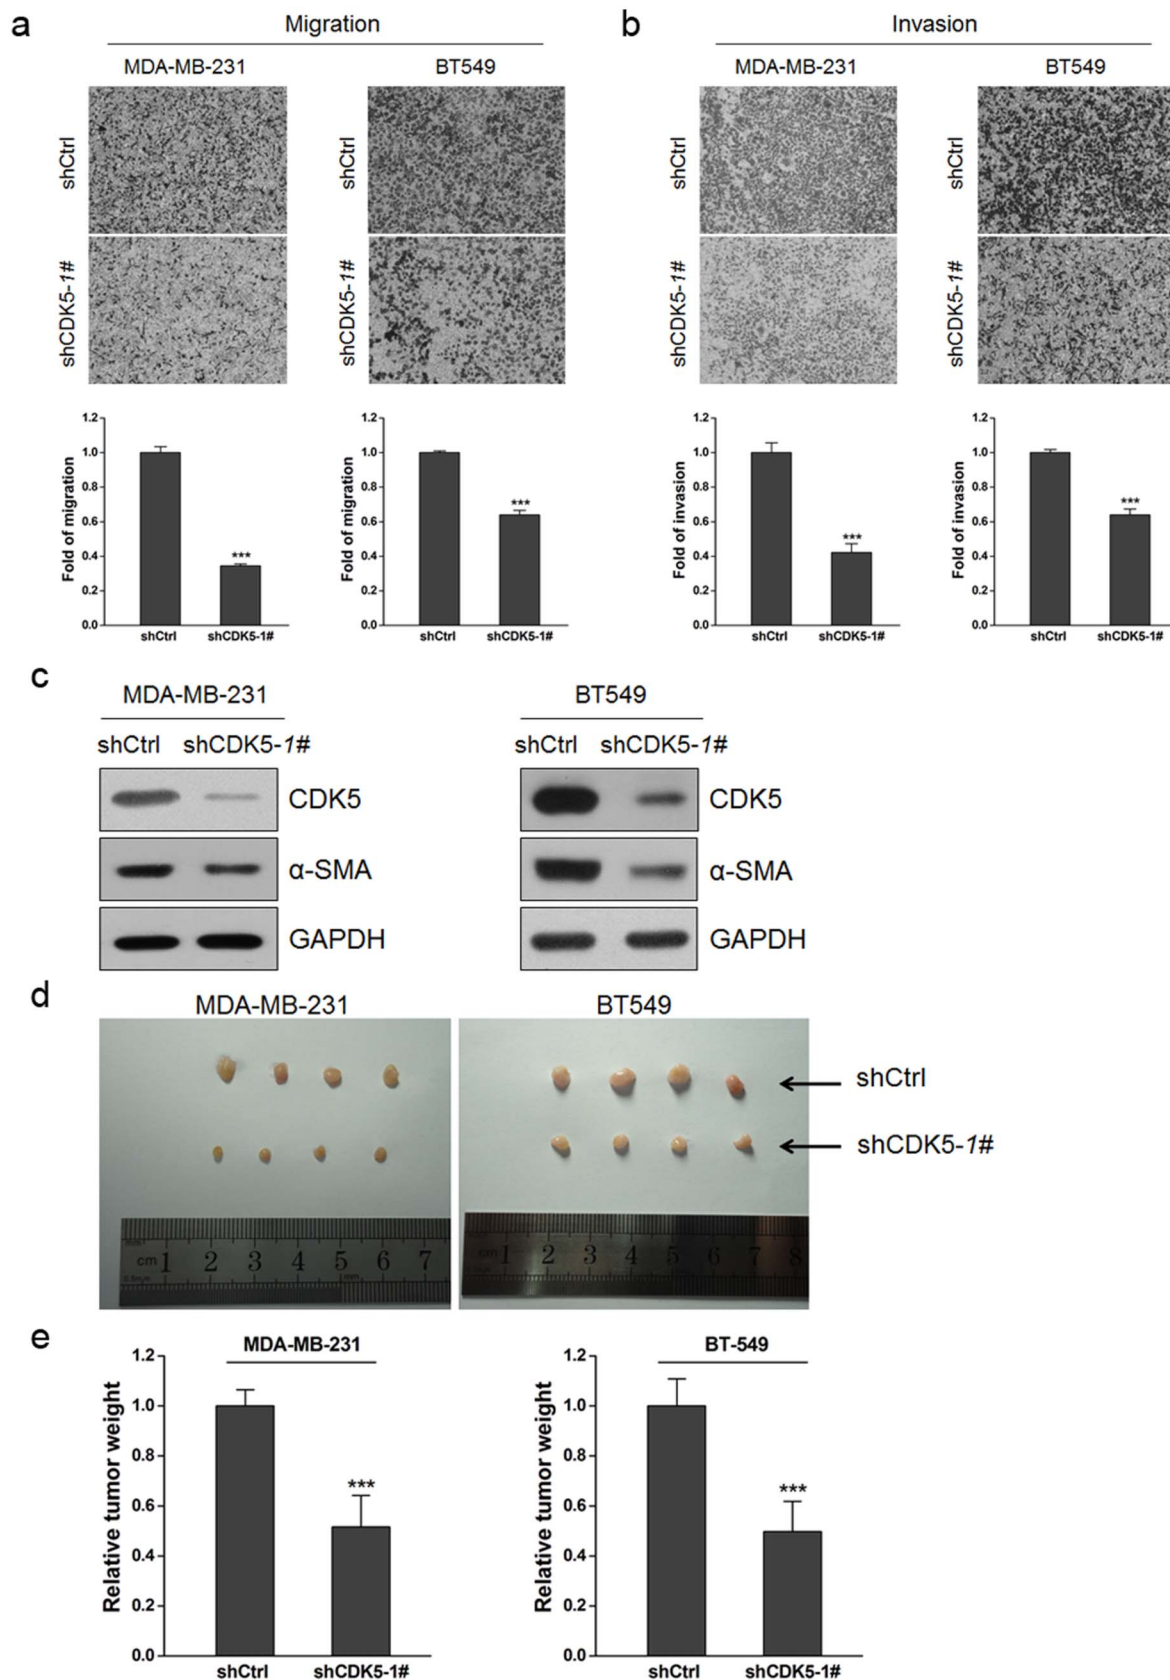 a
Migration
MDA-MB-231
BT549
shCtrl
shCDK5-1#
shCtrl
shCDK5-1#
1.2
1.0
0.8
0.6
0.4
0.2
0.0
Fold of migration
***
shCtrl shCDK5-1#
1.2
1.0
0.8
0.6
0.4
0.2
0.0
Fold of migration
***
shCtrl shCDK5-1#
b
Invasion
MDA-MB-231
BT549
shCtrl
shCDK5-1#
shCtrl
shCDK5-1#
1.2
1.0
0.8
0.6
0.4
0.2
0.0
Fold of invasion
***
shCtrl shCDK5-1#
1.2
1.0
0.8
0.6
0.4
0.2
0.0
Fold of invasion
***
shCtrl shCDK5-1#
c
MDA-MB-231
shCtrl shCDK5-1#
CDK5
α-SMA
GAPDH
BT549
shCtrl shCDK5-1#
CDK5
α-SMA
GAPDH
d
MDA-MB-231
BT549
shCtrl
shCDK5-1#
cm 1 2 3 4 5 6 7
mm
cm 1 2 3 4 5 6 7 8
e
MDA-MB-231
1.2
1.0
0.8
0.6
0.4
0.2
0.0
Relative tumor weight
***
shCtrl shCDK5-1#
BT-549
1.2
1.0
0.8
0.6
0.4
0.2
0.0
Relative tumor weight
***
shCtrl shCDK5-1#